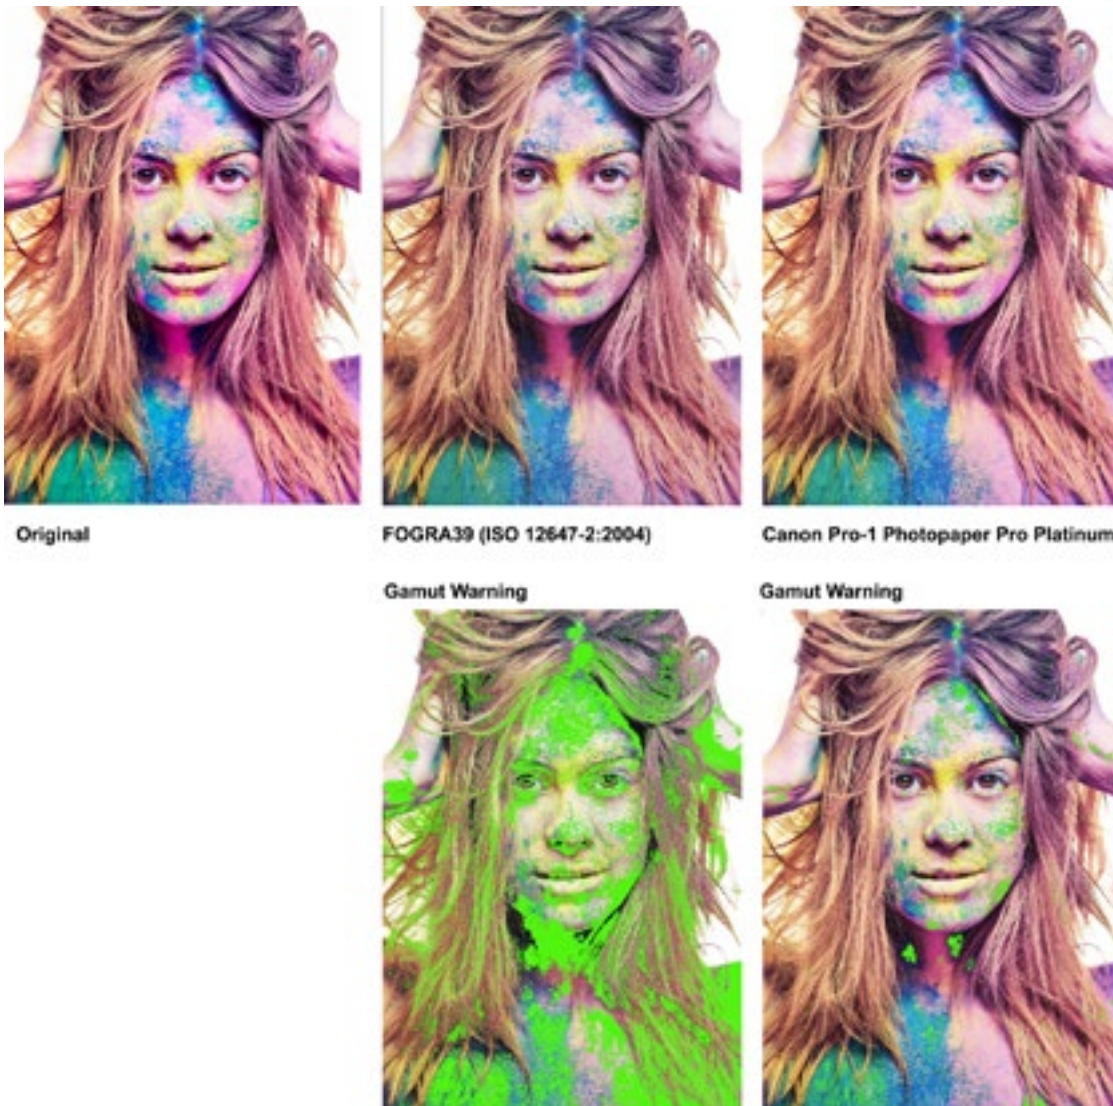 Original
FOGRA39 (ISO 12647-2:2004)
Canon Pro-1 Photopaper Pro Platinum
Gamut Warning
Gamut Warning